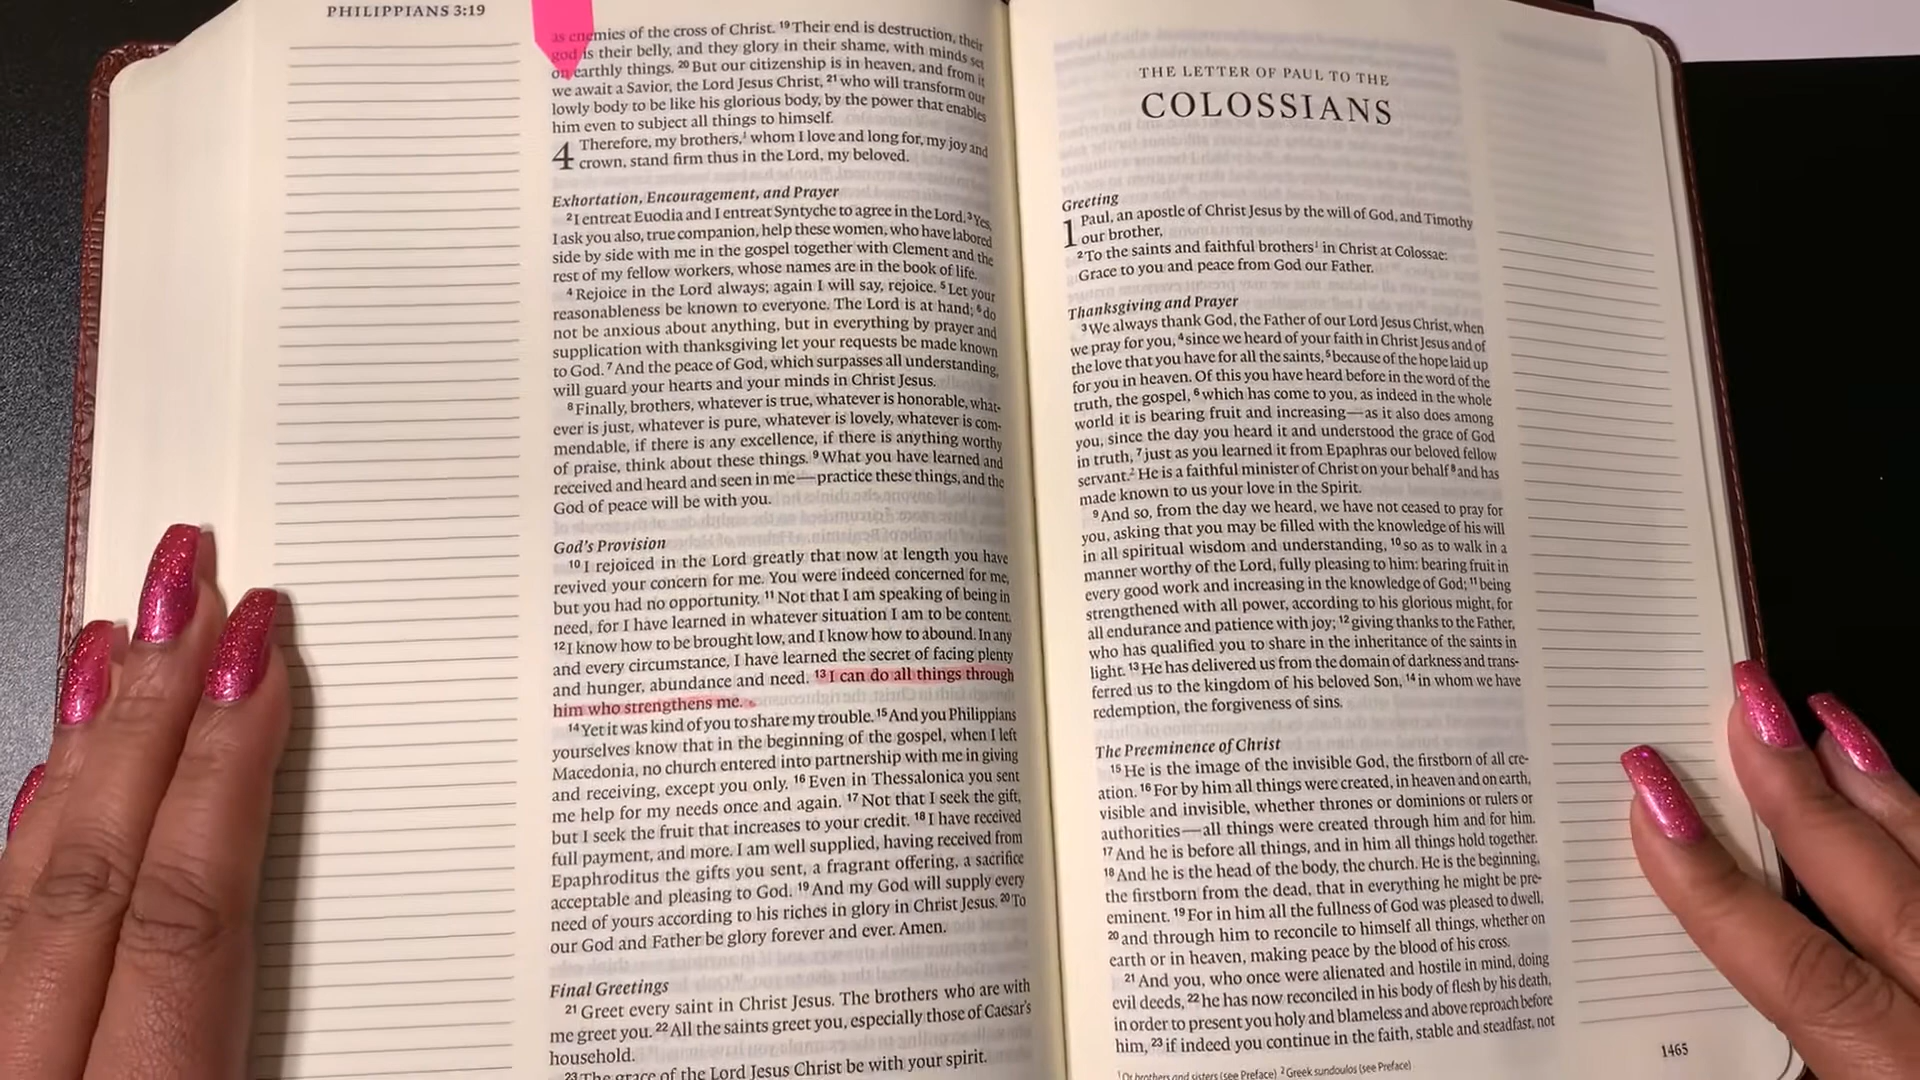 PHILIPPIANS 3:19
as enemies of the cross of Christ. 19 Their end is destruction, their
god is their belly, and they glory in their shame, with minds set
on earthly things. 20 But our citizenship is in heaven, and from it
we await a Savior, the Lord Jesus Christ, 21 who will transform our
lowly body to be like his glorious body, by the power that enables
him even to subject all things to himself.
4 Therefore, my brothers,1 whom I love and long for, my joy and
crown, stand firm thus in the Lord, my beloved.
Exhortation, Encouragement, and Prayer
2 I entreat Euodia and I entreat Syntyche to agree in the Lord. 3 Yes,
I ask you also, true companion, help these women, who have labored
side by side with me in the gospel together with Clement and the
rest of my fellow workers, whose names are in the book of life.
4 Rejoice in the Lord always; again I will say, rejoice. 5 Let your
reasonableness be known to everyone. The Lord is at hand; 6 do
not be anxious about anything, but in everything by prayer and
supplication with thanksgiving let your requests be made known
to God. 7 And the peace of God, which surpasses all understanding,
will guard your hearts and your minds in Christ Jesus.
8 Finally, brothers, whatever is true, whatever is honorable, what-
ever is just, whatever is pure, whatever is lovely, whatever is com-
mendable, if there is any excellence, if there is anything worthy
of praise, think about these things. 9 What you have learned and
received and heard and seen in me—practice these things, and the
God of peace will be with you.
God's Provision
10 I rejoiced in the Lord greatly that now at length you have
revived your concern for me. You were indeed concerned for me,
but you had no opportunity. 11 Not that I am speaking of being in
need, for I have learned in whatever situation I am to be content.
12 I know how to be brought low, and I know how to abound. In any
and every circumstance, I have learned the secret of facing plenty
and hunger, abundance and need. 13 I can do all things through
him who strengthens me.
14 Yet it was kind of you to share my trouble. 15 And you Philippians
yourselves know that in the beginning of the gospel, when I left
Macedonia, no church entered into partnership with me in giving
and receiving, except you only. 16 Even in Thessalonica you sent
me help for my needs once and again. 17 Not that I seek the gift,
but I seek the fruit that increases to your credit. 18 I have received
full payment, and more. I am well supplied, having received from
Epaphroditus the gifts you sent, a fragrant offering, a sacrifice
acceptable and pleasing to God. 19 And my God will supply every
need of yours according to his riches in glory in Christ Jesus. 20 To
our God and Father be glory forever and ever. Amen.
Final Greetings
21 Greet every saint in Christ Jesus. The brothers who are with
me greet you. 22 All the saints greet you, especially those of Caesar's
household.
23 The grace of the Lord Jesus Christ be with your spirit.
THE LETTER OF PAUL TO THE
COLOSSIANS
Greeting
1 Paul, an apostle of Christ Jesus by the will of God, and Timothy
our brother,
2 To the saints and faithful brothers1 in Christ at Colossae:
Grace to you and peace from God our Father.
Thanksgiving and Prayer
3 We always thank God, the Father of our Lord Jesus Christ, when
we pray for you, 4 since we heard of your faith in Christ Jesus and of
the love that you have for all the saints, 5 because of the hope laid up
for you in heaven. Of this you have heard before in the word of the
truth, the gospel, 6 which has come to you, as indeed in the whole
world it is bearing fruit and increasing—as it also does among
you, since the day you heard it and understood the grace of God
in truth, 7 just as you learned it from Epaphras our beloved fellow
servant.2 He is a faithful minister of Christ on your behalf 8 and has
made known to us your love in the Spirit.
9 And so, from the day we heard, we have not ceased to pray for
you, asking that you may be filled with the knowledge of his will
in all spiritual wisdom and understanding, 10 so as to walk in a
manner worthy of the Lord, fully pleasing to him: bearing fruit in
every good work and increasing in the knowledge of God; 11 being
strengthened with all power, according to his glorious might, for
all endurance and patience with joy; 12 giving thanks to the Father,
who has qualified you to share in the inheritance of the saints in
light. 13 He has delivered us from the domain of darkness and trans-
ferred us to the kingdom of his beloved Son, 14 in whom we have
redemption, the forgiveness of sins.
The Preeminence of Christ
15 He is the image of the invisible God, the firstborn of all cre-
ation. 16 For by him all things were created, in heaven and on earth,
visible and invisible, whether thrones or dominions or rulers or
authorities—all things were created through him and for him.
17 And he is before all things, and in him all things hold together.
18 And he is the head of the body, the church. He is the beginning,
the firstborn from the dead, that in everything he might be pre-
eminent. 19 For in him all the fullness of God was pleased to dwell,
20 and through him to reconcile to himself all things, whether on
earth or in heaven, making peace by the blood of his cross.
21 And you, who once were alienated and hostile in mind, doing
evil deeds, 22 he has now reconciled in his body of flesh by his death,
in order to present you holy and blameless and above reproach before
him, 23 if indeed you continue in the faith, stable and steadfast, not
1 Or brothers and sisters (see Preface) 2 Greek sundoulos (see Preface)
1465